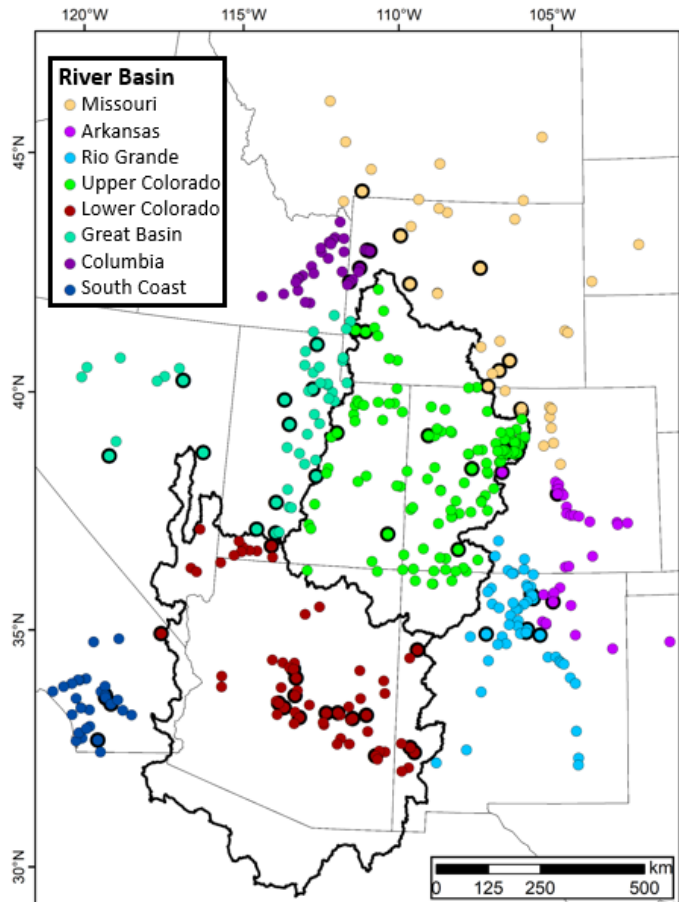 120°W 115°W 110°W 105°W
River Basin
Missouri
Arkansas
Rio Grande
Upper Colorado
Lower Colorado
Great Basin
Columbia
South Coast
45°N
40°N
35°N
30°N
km
0 125 250 500